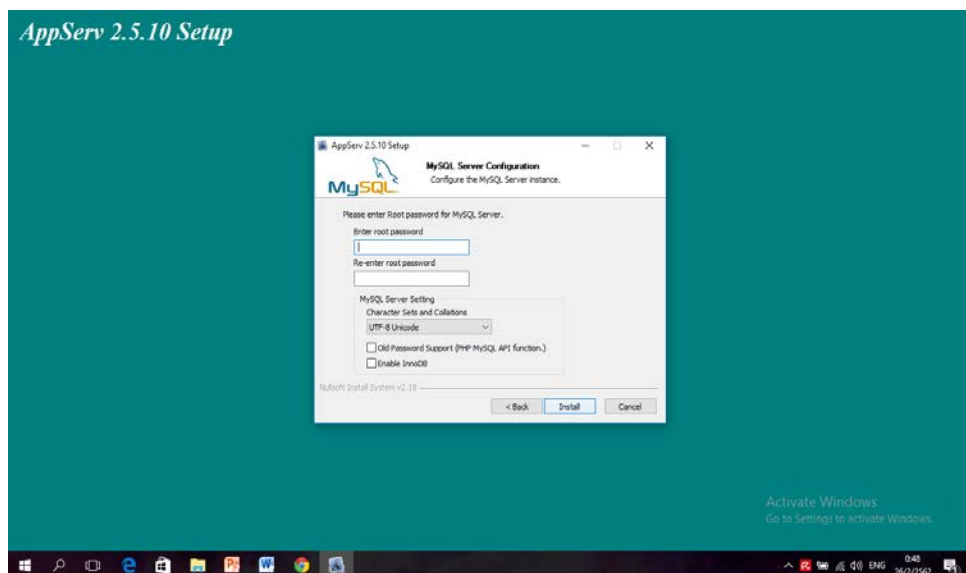 AppServ 2.5.10 Setup
AppServ 2.5.10 Setup
MySQL
MySQL Server Configuration
Configure the MySQL Server instance.
Please enter Root password for MySQL Server.
Enter root password
Re-enter root password
MySQL Server Setting
Character Sets and Collations
UTF-8 Unicode
Old Password Support (PHP MySQL API function.)
Enable InnoDB
Nullsoft Install System v2.18
< Back
Install
Cancel
Activate Windows
Go to Settings to activate Windows.
ENG
0:48
26/2/2562